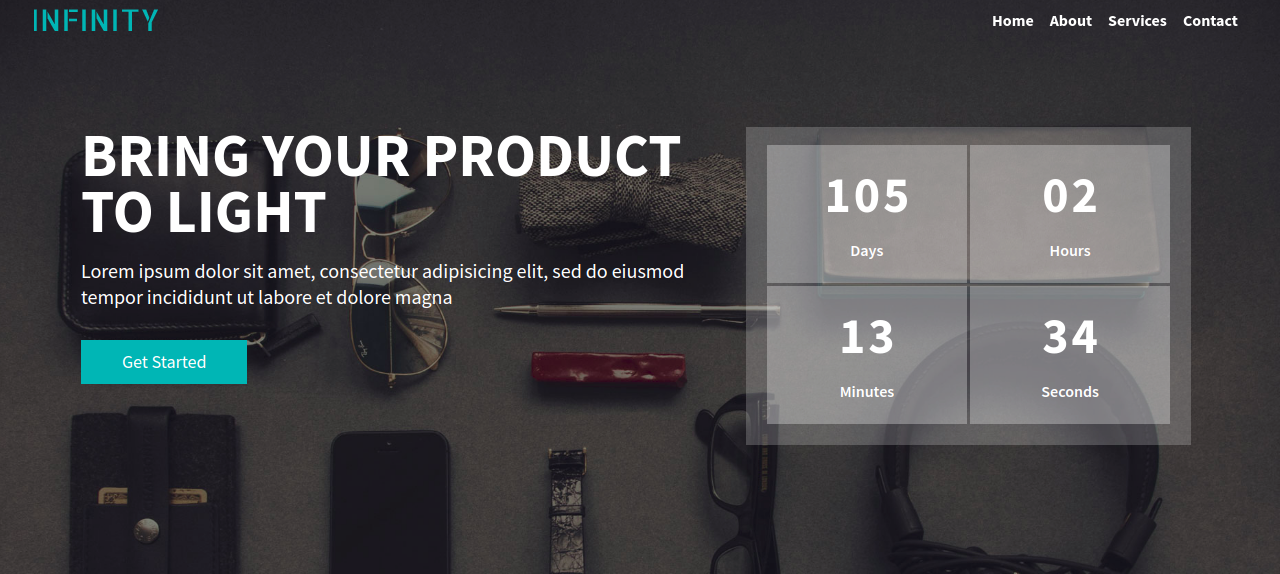 INFINITY
Home About Services Contact
BRING YOUR PRODUCT
TO LIGHT
Lorem ipsum dolor sit amet, consectetur adipisicing elit, sed do eiusmod
tempor incididunt ut labore et dolore magna
Get Started
105
Days
02
Hours
13
Minutes
34
Seconds